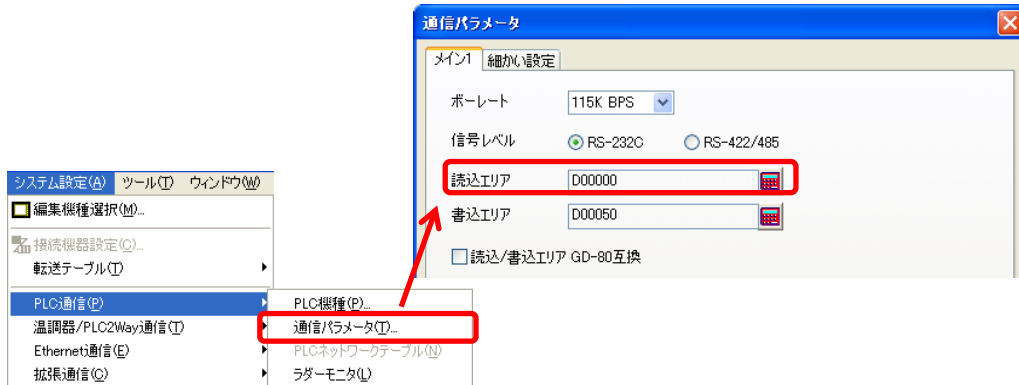 通信パラメータ
メイン1 細かい設定
ボーレート 115K BPS
信号レベル RS-232C RS-422/485
読込エリア D00000
書込エリア D00050
読込/書込エリア GD-80互換
システム設定(A) ツール(T) ウィンドウ(W)
編集機種選択(M)...
接続機器設定(C)...
転送テーブル(T)
PLC通信(P)
温調器/PLC2Way通信(T)
Ethernet通信(E)
拡張通信(C)
PLC機種(P)...
通信パラメータ(T)...
PLCネットワークテーブル(N)
ラダーモニタ(L)